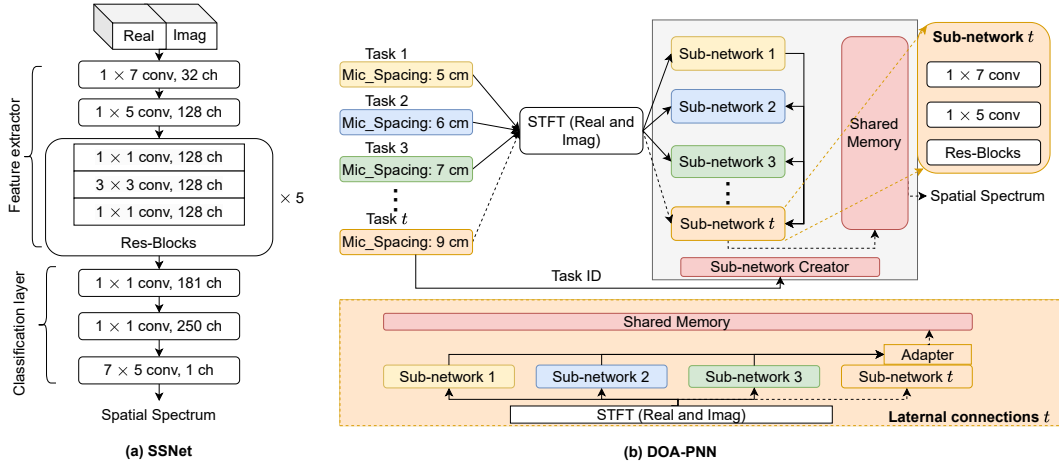 Real
Imag
Feature extractor
1 × 7 conv, 32 ch
1 × 5 conv, 128 ch
1 × 1 conv, 128
3 × 3 conv, 128
1 × 1 conv, 128
Res-Blocks
× 5
Classification layer
1 × 1 conv, 181 ch
1 × 1 conv, 250 ch
7 × 5 conv, 1 ch
Spatial Spectrum
(a) SSNet
Task 1
Mic_Spacing: 5 cm
Task 2
Mic_Spacing: 6 cm
Task 3
Mic_Spacing: 7 cm
Task t
Mic_Spacing: 9 cm
STFT (Real and
Imag)
Task ID
Sub-network 1
Sub-network 2
Sub-network 3
Sub-network t
Shared
Memory
Sub-network Creator
Sub-network t
1 × 7 conv
1 × 5 conv
Res-Blocks
Spatial Spectrum
Shared Memory
Adapter
Sub-network 1
Sub-network 2
Sub-network 3
Sub-network t
STFT (Real and Imag)
Laternal connections t
(b) DOA-PNN